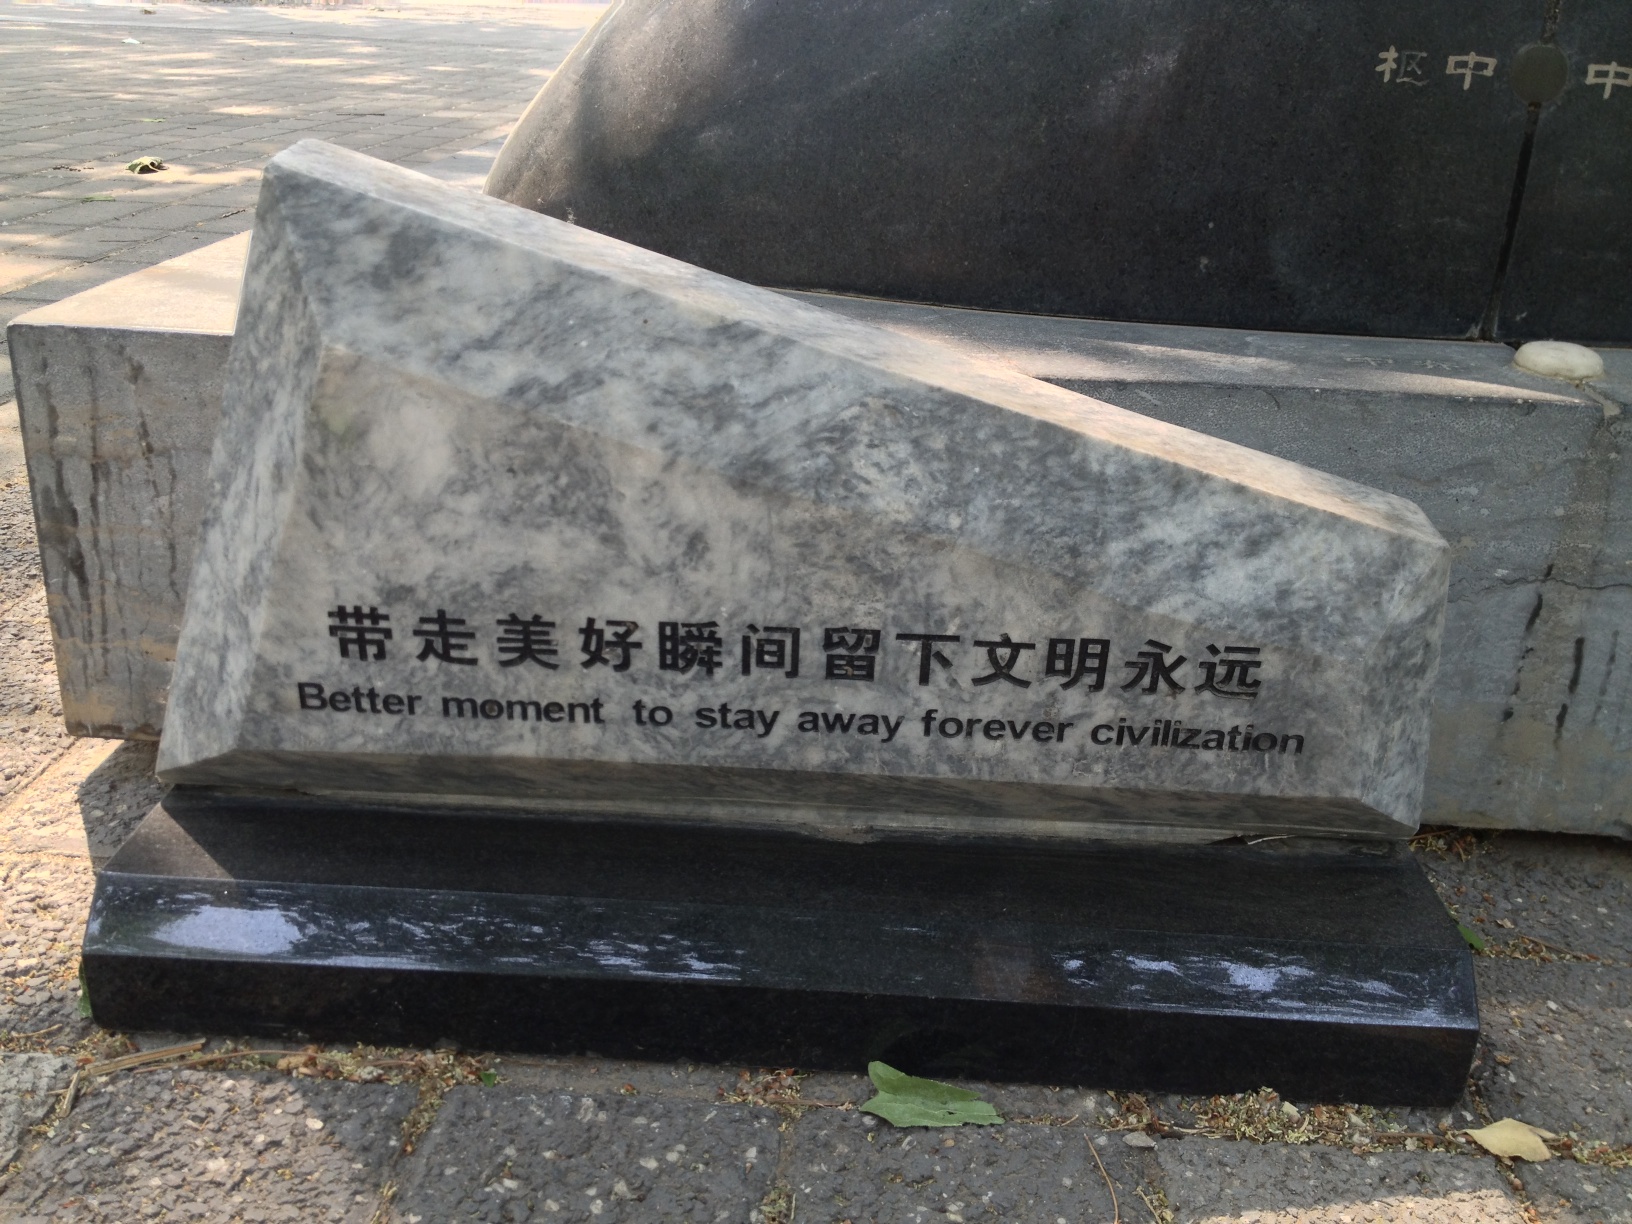 枢中 中
带走美好瞬间留下文明永远
Better moment to stay away forever civilization